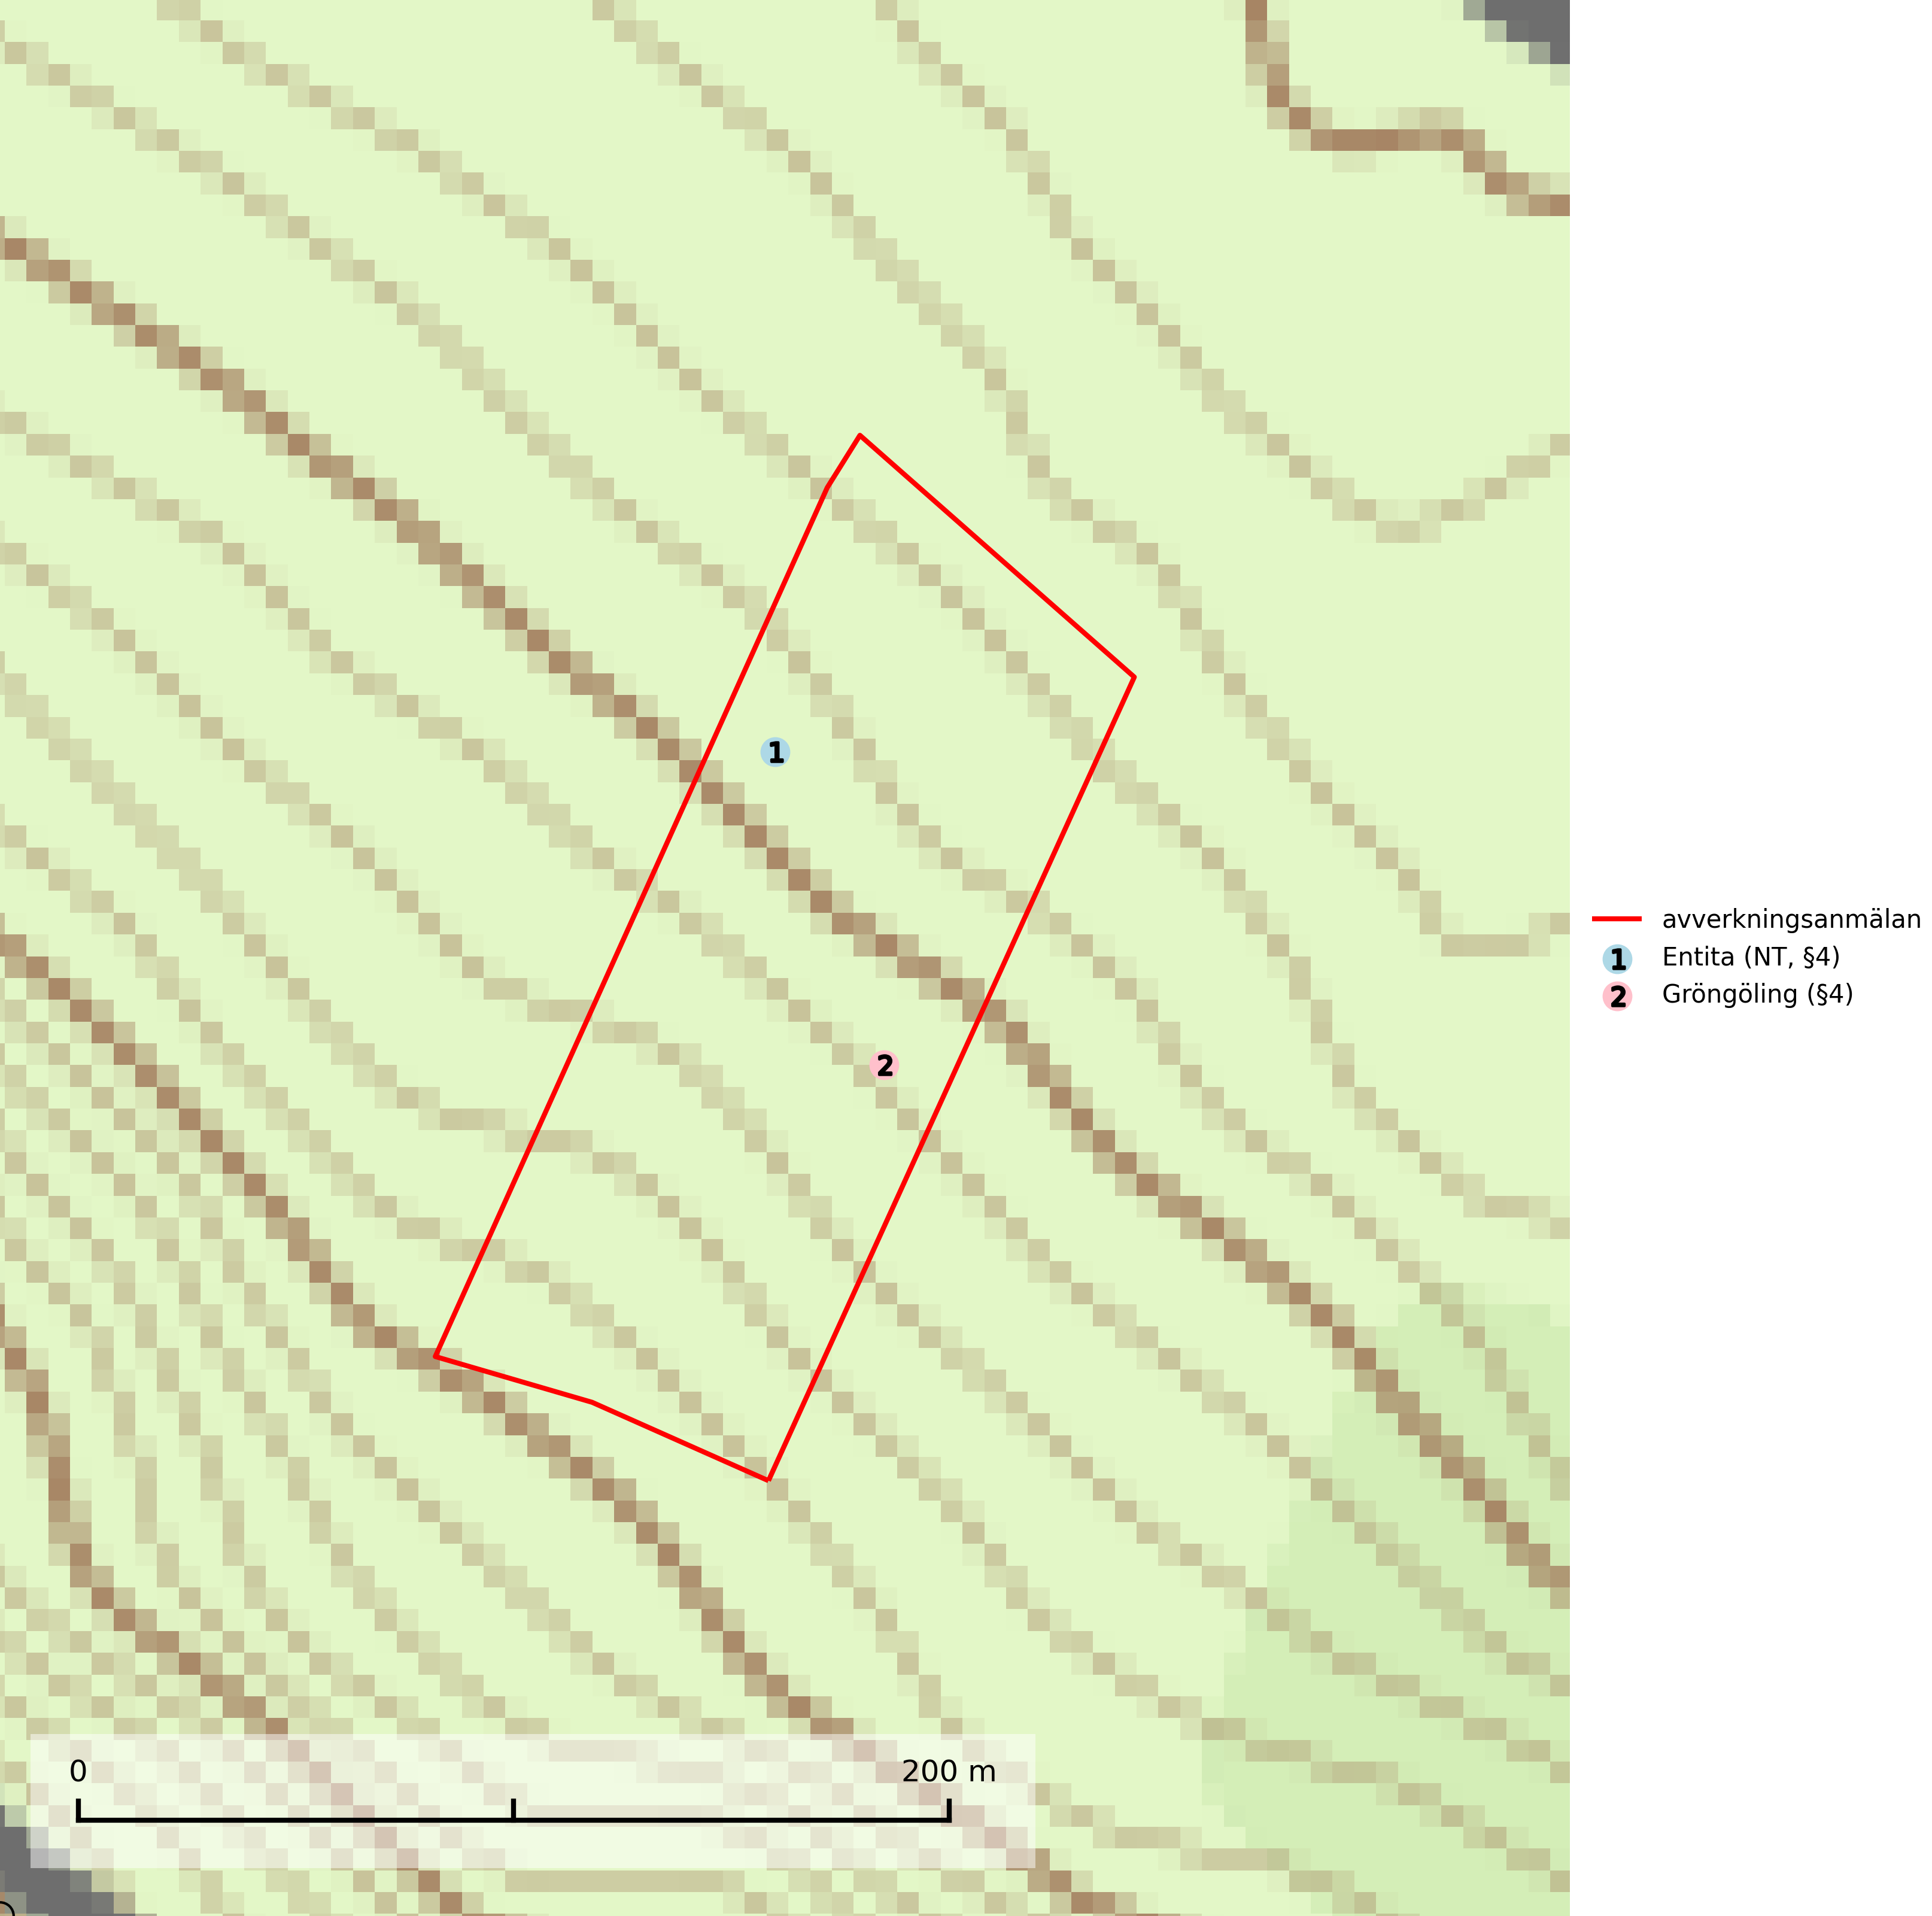 1
2
avverkningsanmälan
1 Entita (NT, §4)
2 Gröngöling (§4)
0 200 m